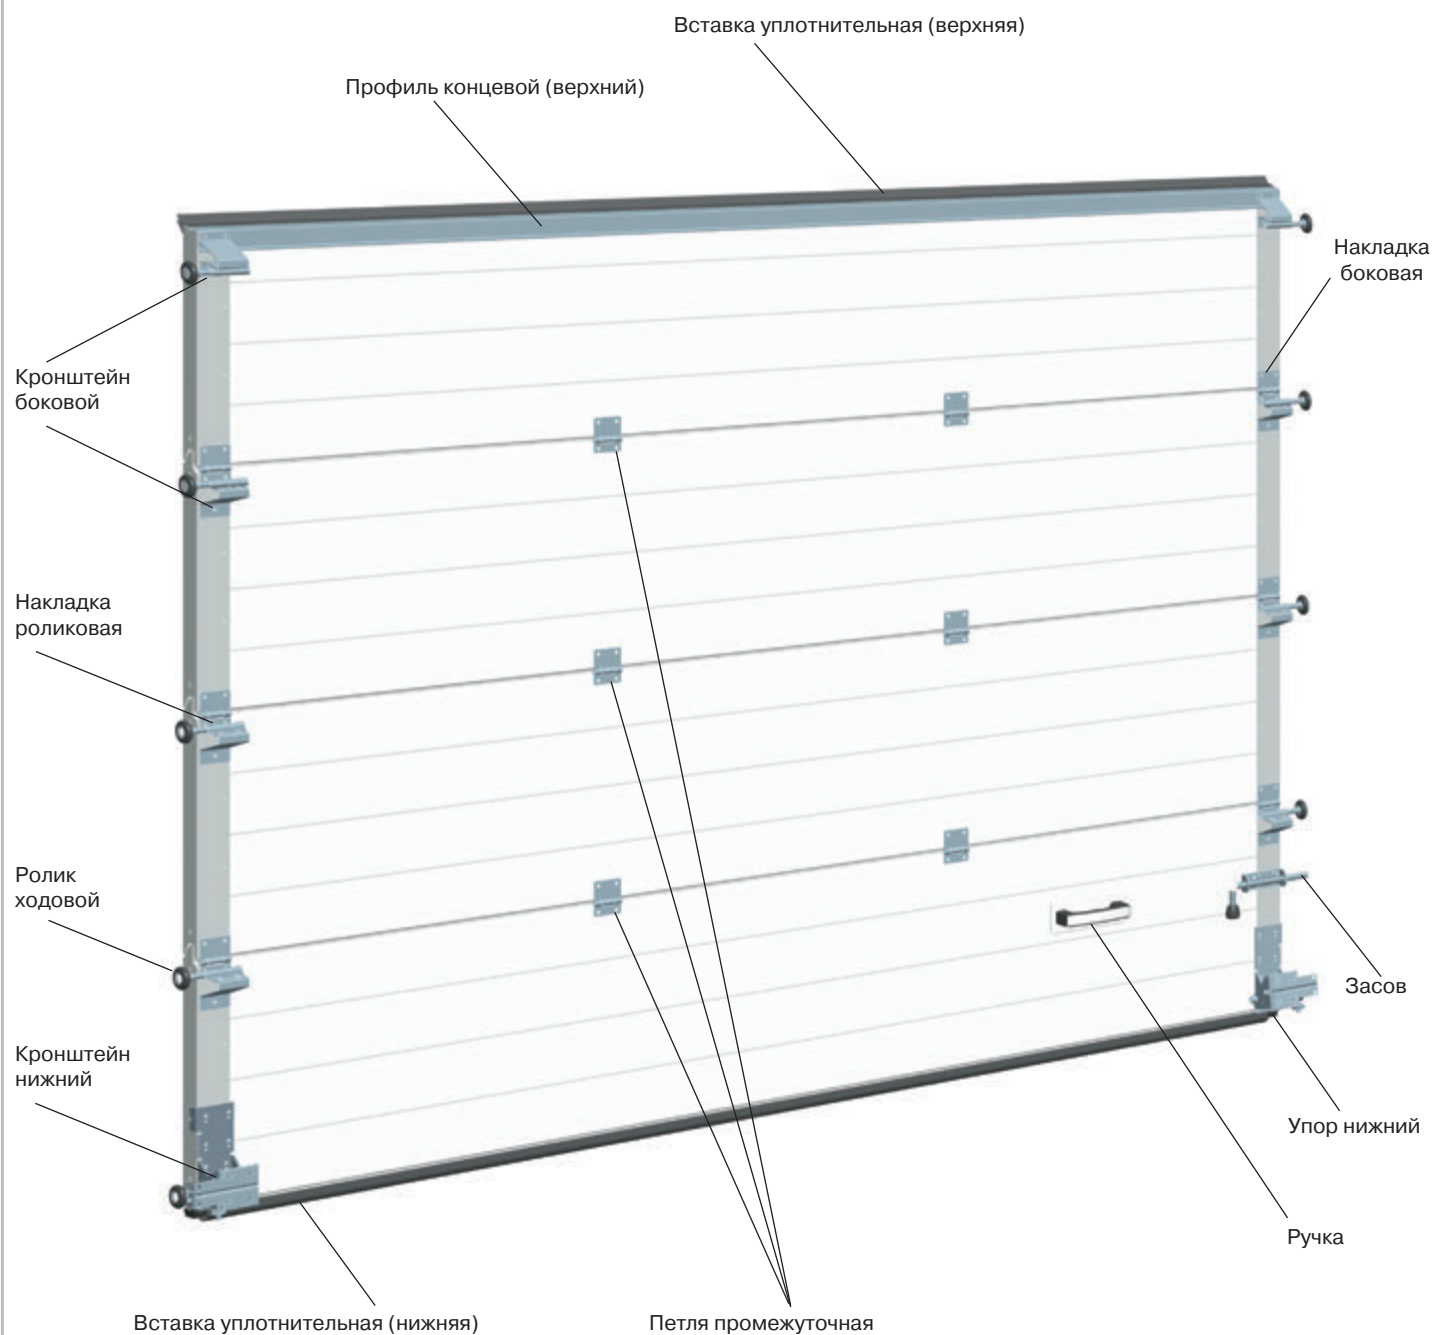 Вставка уплотнительная (верхняя)
Профиль концевой (верхний)
Накладка
боковая
Кронштейн
боковой
Накладка
роликовая
Ролик
ходовой
Засов
Кронштейн
нижний
Упор нижний
Ручка
Вставка уплотнительная (нижняя)
Петля промежуточная